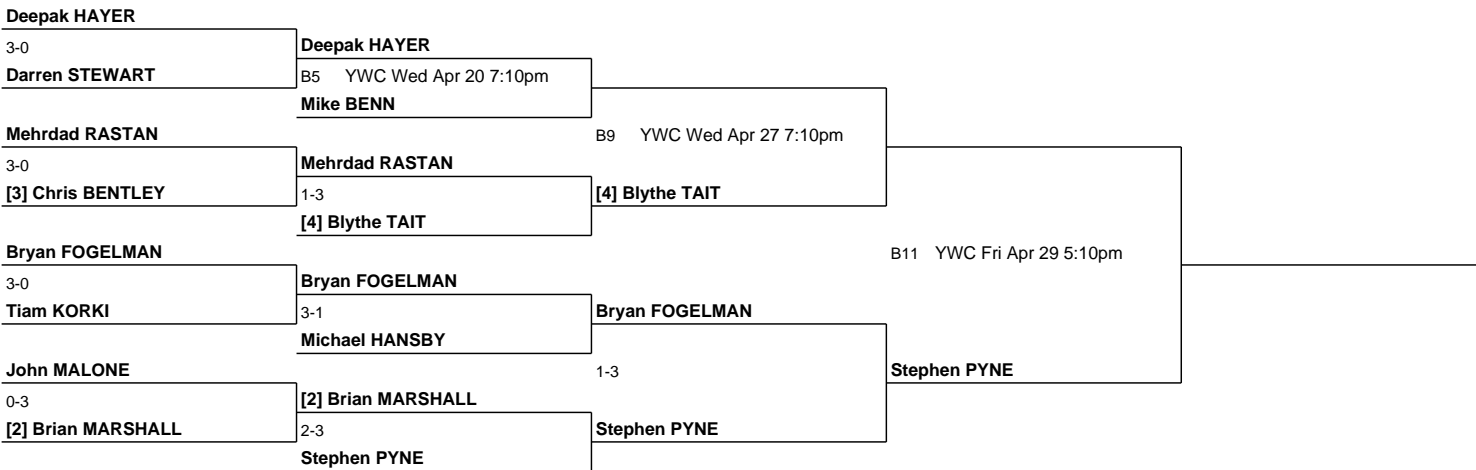 Deepak HAYER
3-0
Darren STEWART
Deepak HAYER
B5 YWC Wed Apr 20 7:10pm
Mike BENN
Mehrdad RASTAN
3-0
[3] Chris BENTLEY
Mehrdad RASTAN
1-3
[4] Blythe TAIT
B9 YWC Wed Apr 27 7:10pm
[4] Blythe TAIT
Bryan FOGELMAN
3-0
Tiam KORKI
Bryan FOGELMAN
3-1
Michael HANSBY
Bryan FOGELMAN
John MALONE
0-3
[2] Brian MARSHALL
[2] Brian MARSHALL
2-3
Stephen PYNE
1-3
Stephen PYNE
B11 YWC Fri Apr 29 5:10pm
Stephen PYNE